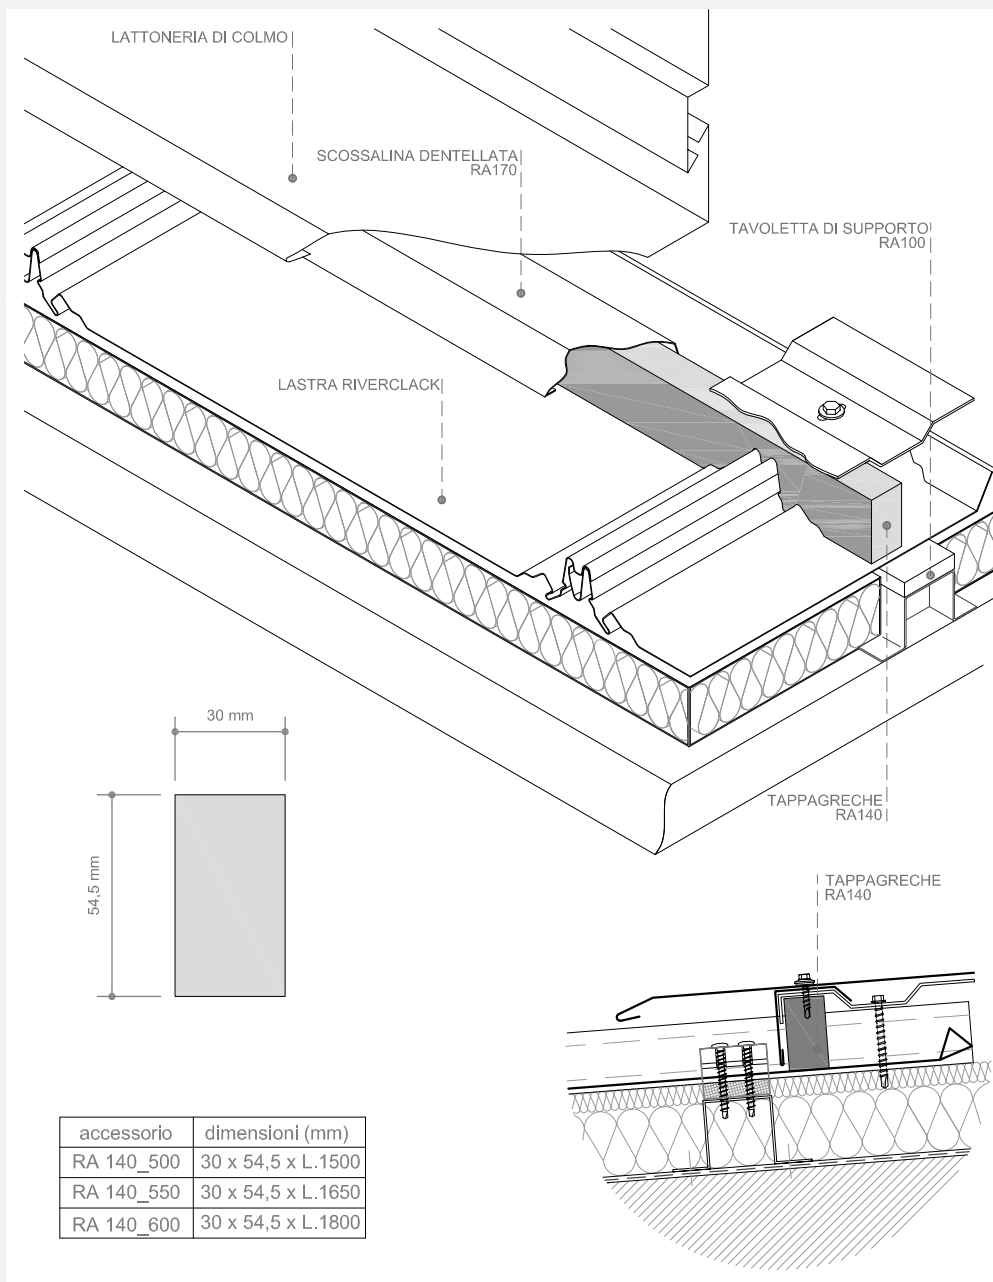 LATTONERIA DI COLMO
SCOSSALINA DENTELLATA
RA170
TAVOLETTA DI SUPPORTO
RA100
LASTRA RIVERCLACK
30 mm
54,5 mm
TAPPAGRECHE
RA140
TAPPAGRECHE
RA140
accessorio dimensioni (mm)
RA 140_500 30 x 54,5 x L.1500
RA 140_550 30 x 54,5 x L.1650
RA 140_600 30 x 54,5 x L.1800